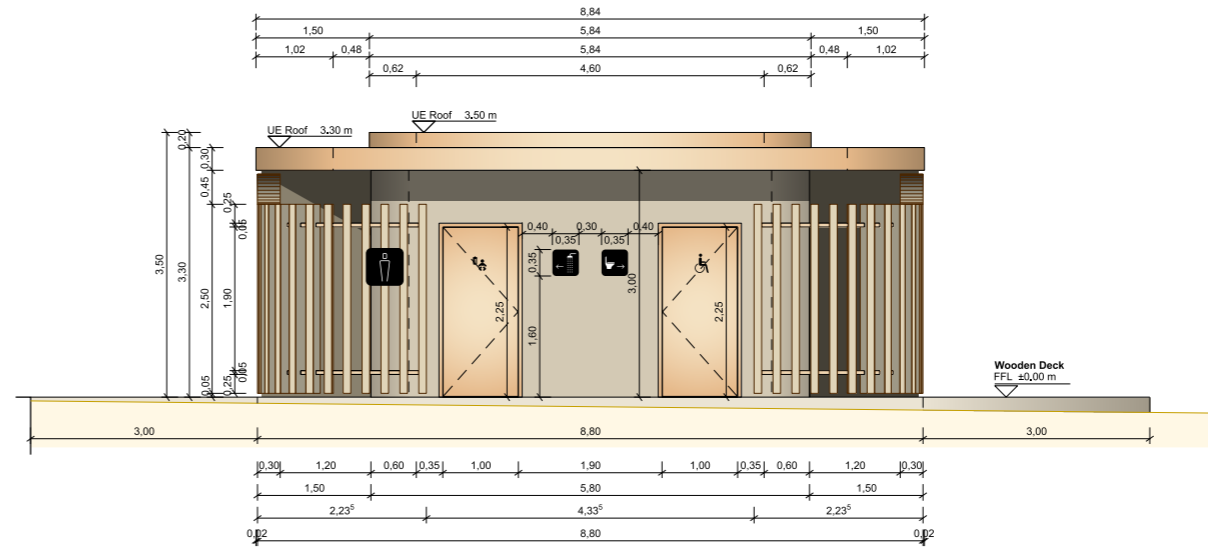 8,84
1,50 5,84 1,50
1,02 0,48 5,84 0,48 1,02
0,62 4,60 0,62
UE Roof 3.50 m
UE Roof 3.30 m
0,20
0,30
0,45
0,25
0,05
3,50
3,30
2,50
1,90
0,05
0,25
0,05
0,40 0,30 0,40
0,35 0,35
0,35
1,60
2,25
3,00
2,25
Wooden Deck
FFL ±0,00 m
3,00 8,80 3,00
0,30 1,20 0,60 0,35 1,00 1,90 1,00 0,35 0,60 1,20 0,30
1,50 5,80 1,50
2,23⁵ 4,33⁵ 2,23⁵
0,02 8,80 0,02